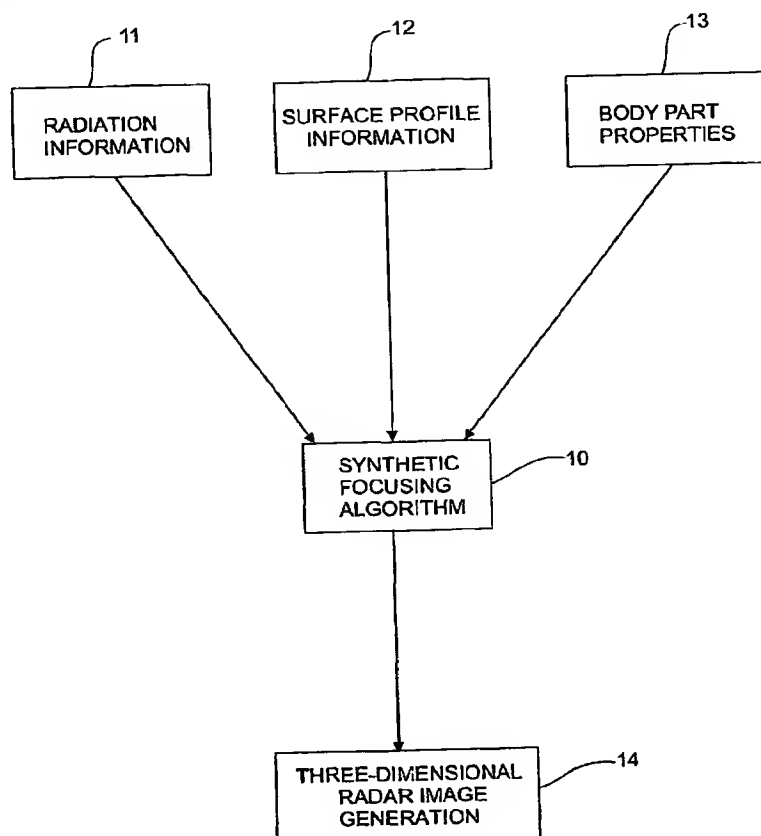 11
12
13
RADIATION
INFORMATION
SURFACE PROFILE
INFORMATION
BODY PART
PROPERTIES
SYNTHETIC
FOCUSING
ALGORITHM
10
THREE-DIMENSIONAL
RADAR IMAGE
GENERATION
14